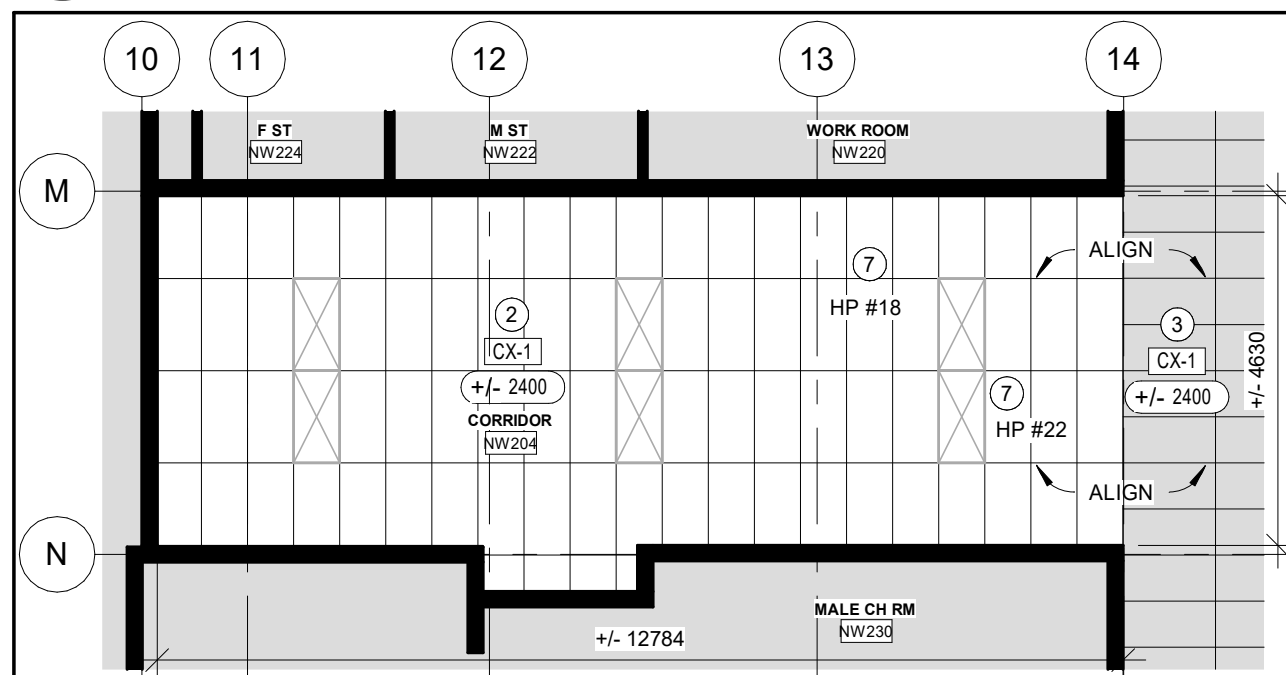 10
11
12
13
14
F ST
NW224
M ST
NW222
WORK ROOM
NW220
M
ALIGN
7
HP #18
2
CX-1
+/- 2400
CORRIDOR
NW204
3
CX-1
+/- 2400
+/- 4630
7
HP #22
ALIGN
N
MALE CH RM
NW230
+/- 12784